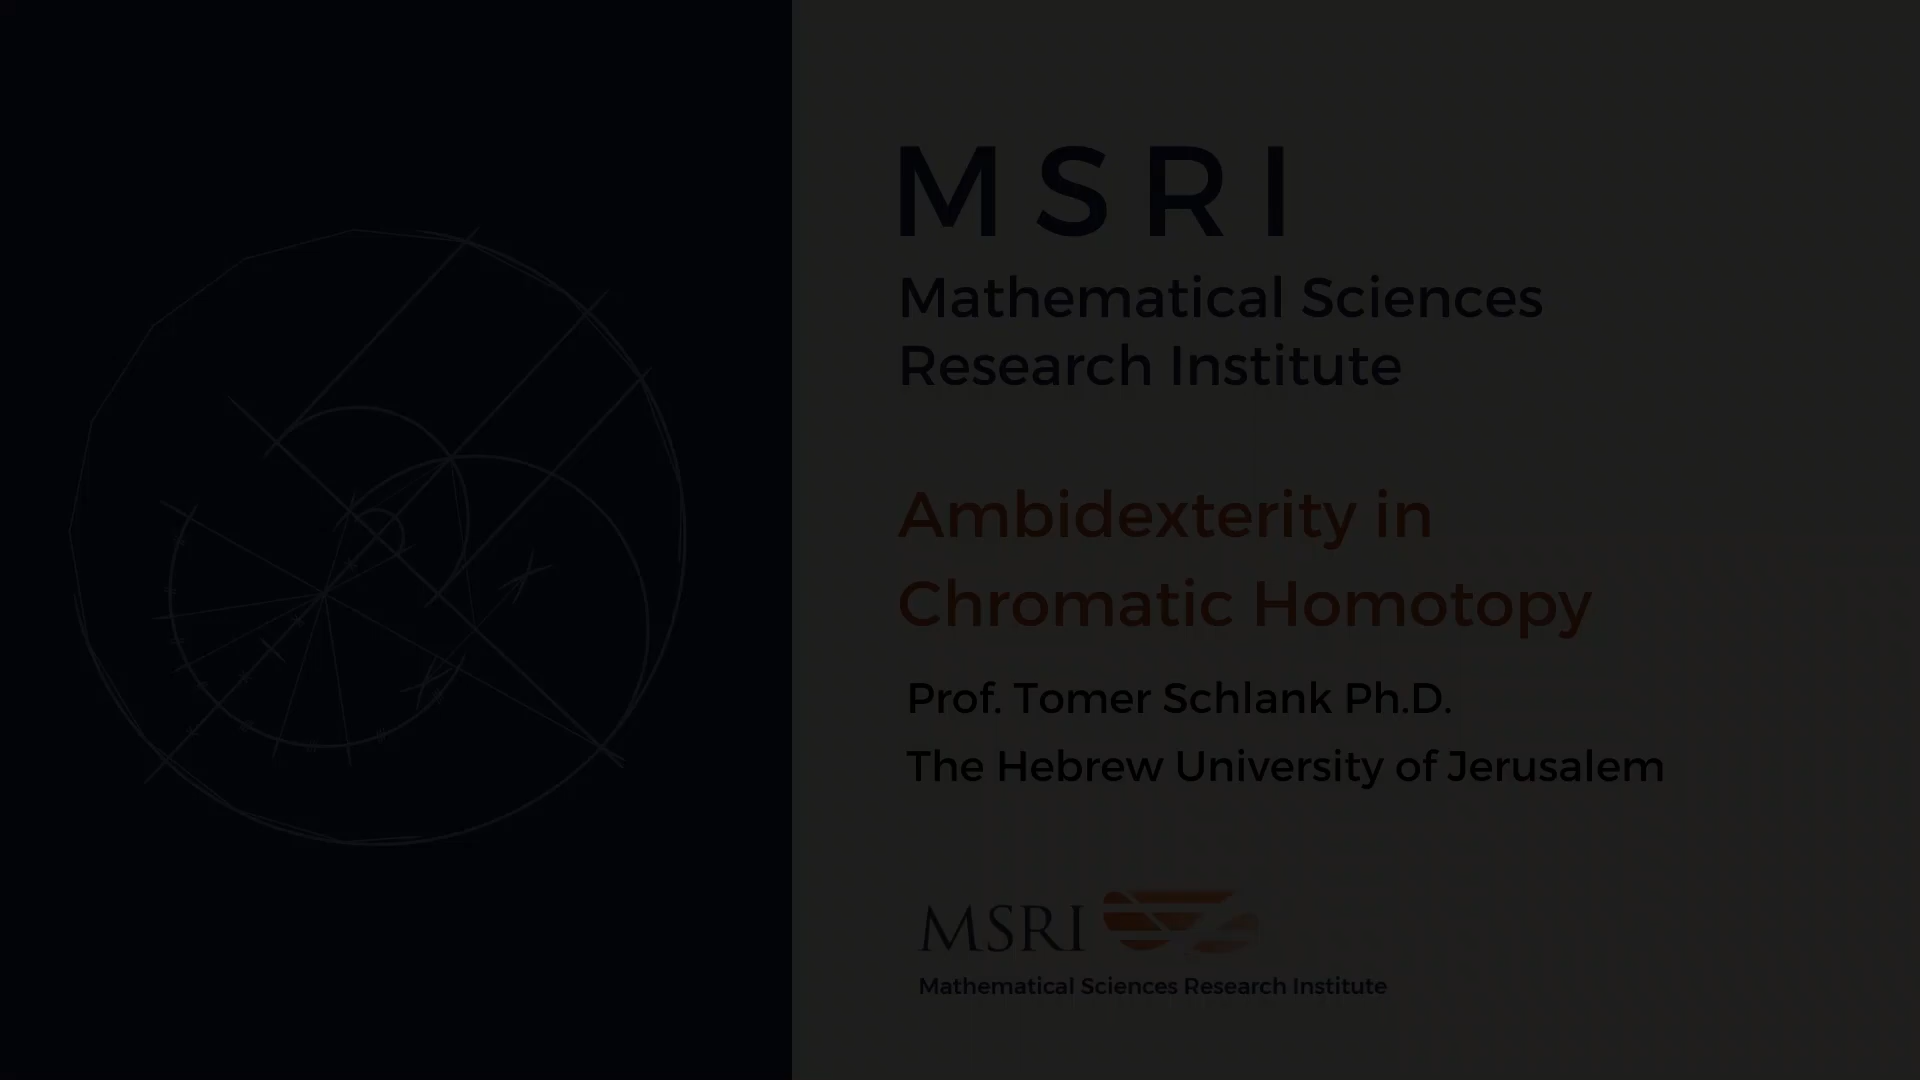 MSRI
Mathematical Sciences
Research Institute
Ambidexterity in
Chromatic Homotopy
Prof. Tomer Schlank Ph.D.
The Hebrew University of Jerusalem
MSRI
Mathematical Sciences Research Institute